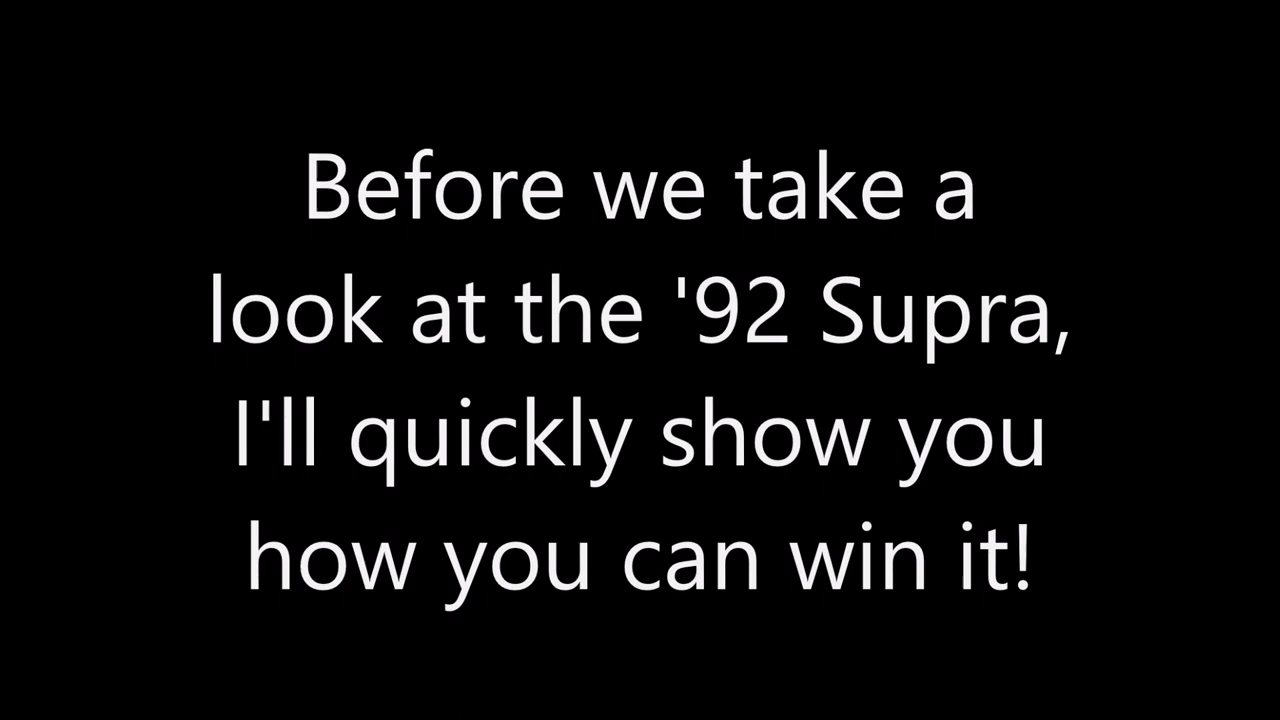 Before we take a
look at the '92 Supra,
I'll quickly show you
how you can win it!